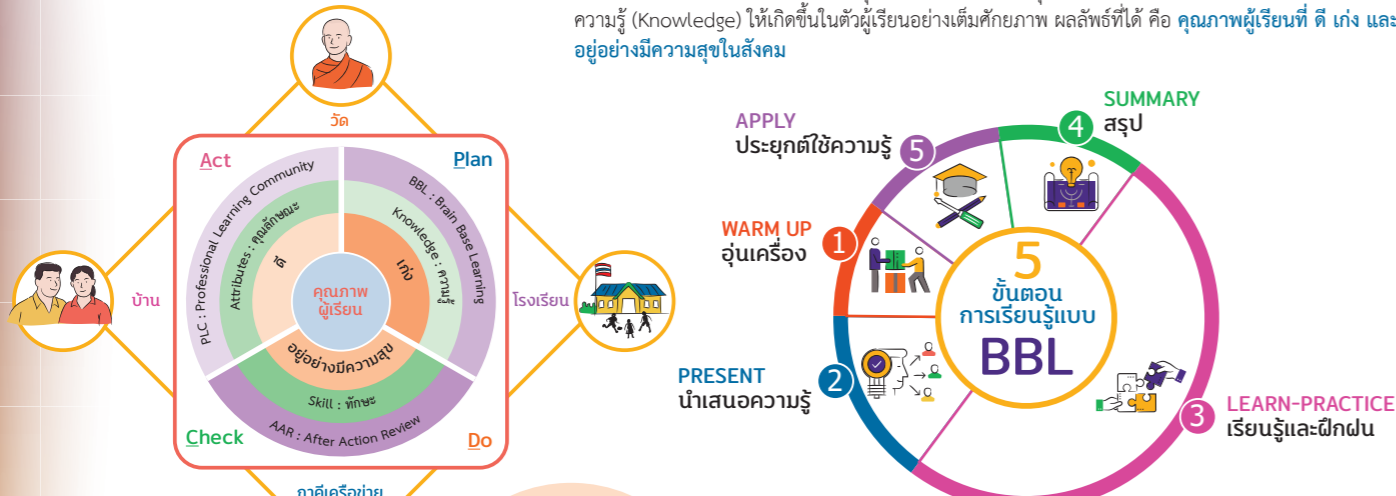 ความรู้ (Knowledge) ให้เกิดขึ้นในตัวผู้เรียนอย่างเต็มศักยภาพ ผลลัพธ์ที่ได้ คือ คุณภาพผู้เรียนที่ ดี เก่ง และ
อยู่อย่างมีความสุขในสังคม
วัด
Act
Plan
PLC : Professional Learning Community
BBL : Brain Base Learning
Attributes : คุณลักษณะ
Knowledge : ความรู้
ดี
เก่ง
บ้าน
คุณภาพ
ผู้เรียน
โรงเรียน
อยู่อย่างมีความสุข
Skill : ทักษะ
AAR : After Action Review
Check
Do
ภาคีเครือข่าย
SUMMARY
สรุป
4
APPLY
ประยุกต์ใช้ความรู้
5
WARM UP
อุ่นเครื่อง
1
5
ขั้นตอน
การเรียนรู้แบบ
BBL
PRESENT
นำเสนอความรู้
2
3
LEARN-PRACTICE
เรียนรู้และฝึกฝน